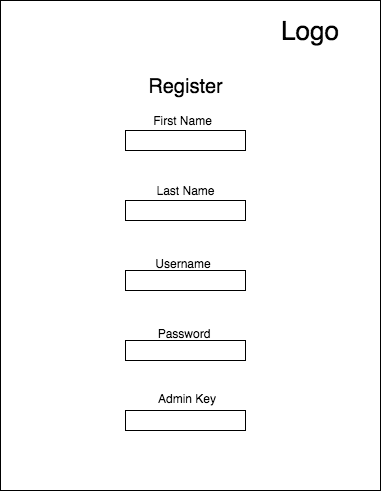 Logo
Register
First Name
Last Name
Username
Password
Admin Key